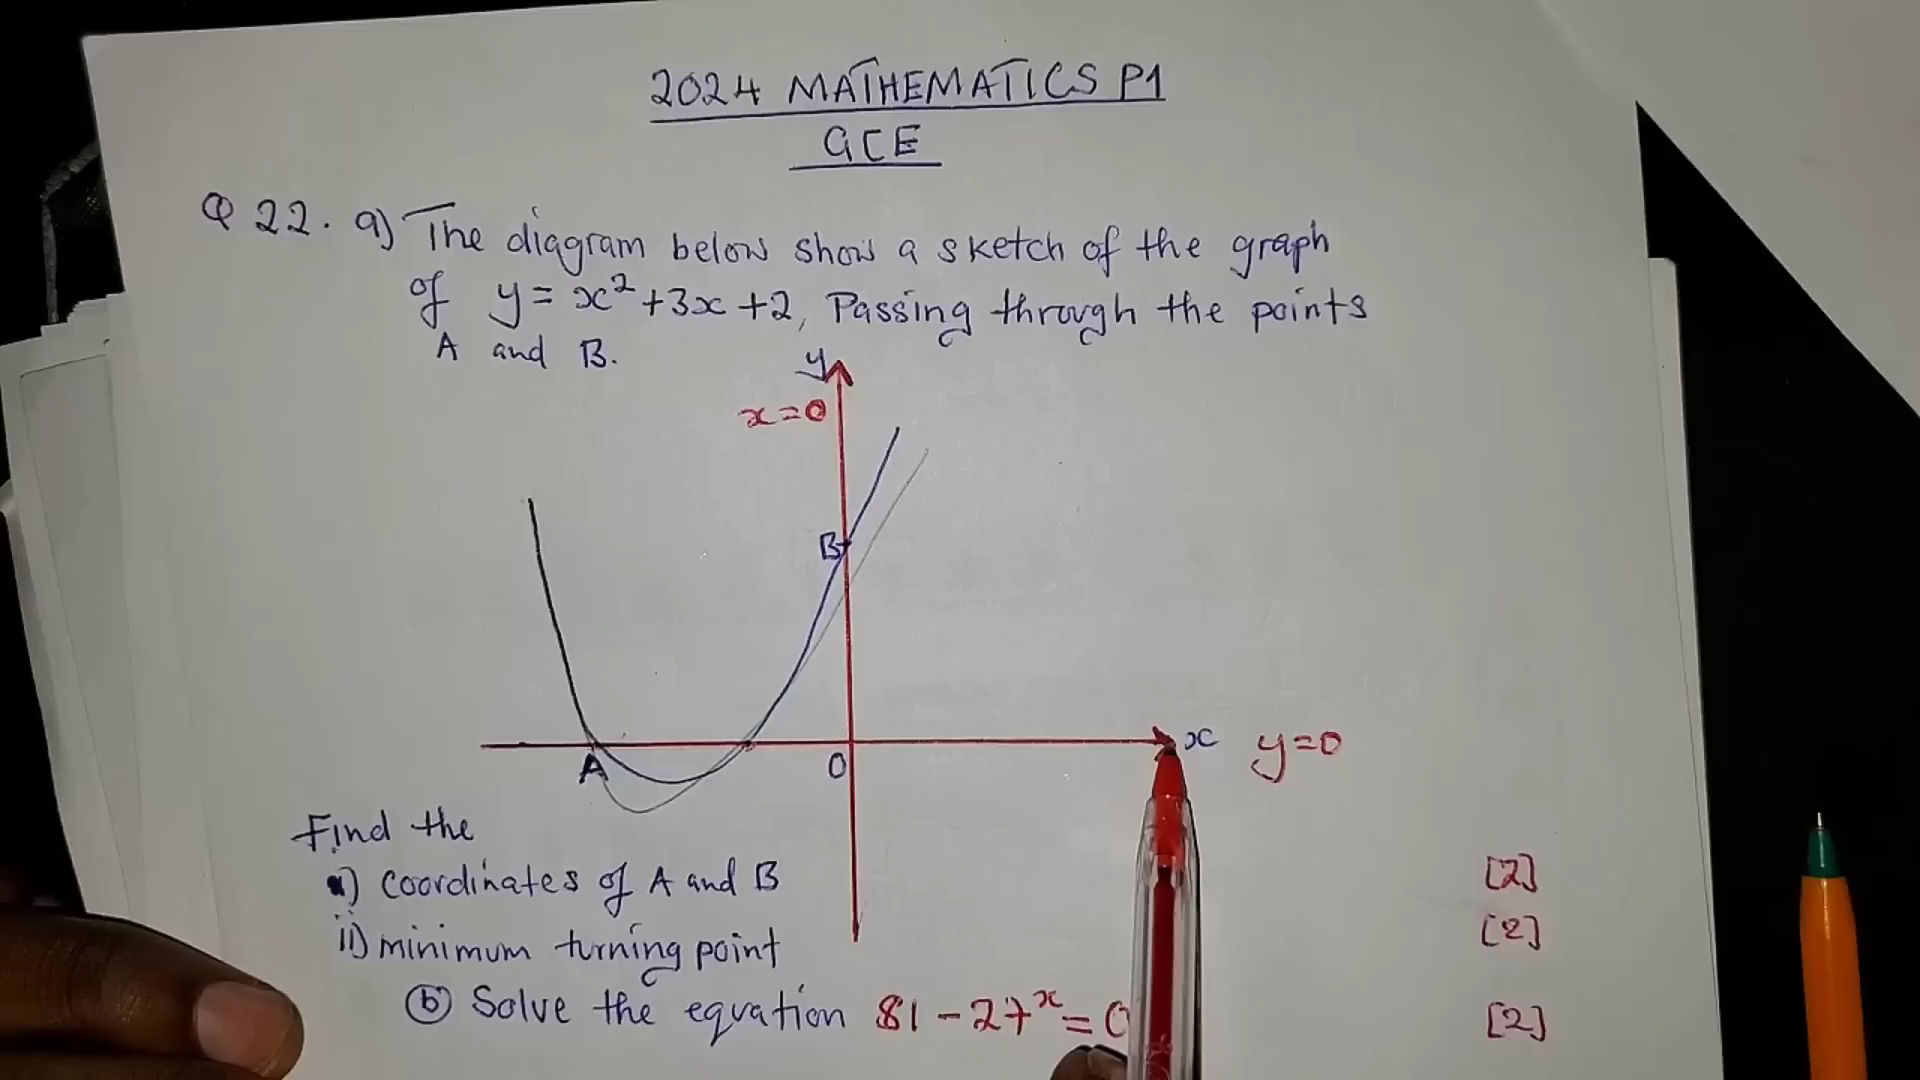 2024 MATHEMATICS P1
GCE
Q 22. a) The diagram below show a sketch of the graph
of y = x² + 3x + 2, Passing through the points
A and B.
y
x=0
B
A
0
x y=0
Find the
i) coordinates of A and B [2]
ii) minimum turning point [2]
(b) Solve the equation 81 - 27ˣ = 0 [2]